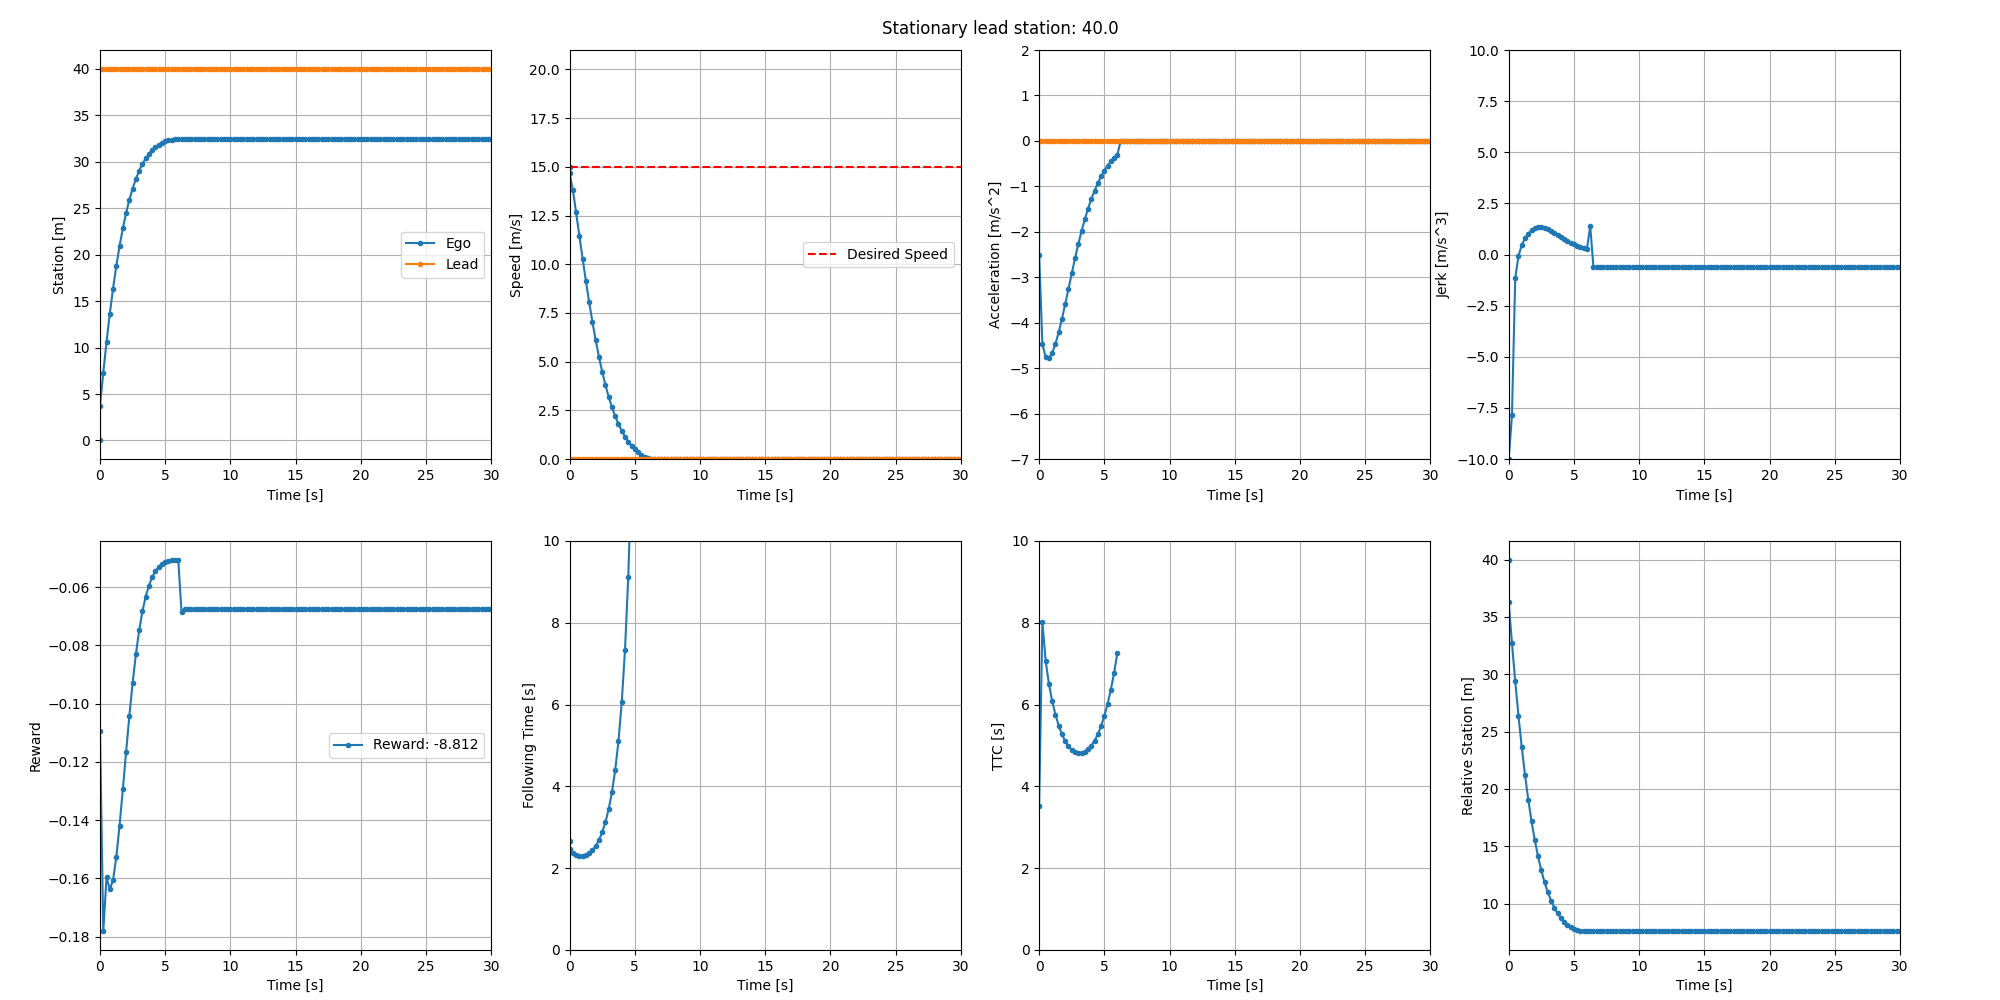 Stationary lead station: 40.0
40
35
30
25
20
15
10
5
0
Station [m]
Ego
Lead
0 5 10 15 20 25 30
Time [s]
20.0
17.5
15.0
12.5
10.0
7.5
5.0
2.5
0.0
Speed [m/s]
Desired Speed
0 5 10 15 20 25 30
Time [s]
2
1
0
−1
−2
−3
−4
−5
−6
−7
Acceleration [m/s^2]
0 5 10 15 20 25 30
Time [s]
10.0
7.5
5.0
2.5
0.0
−2.5
−5.0
−7.5
−10.0
Jerk [m/s^3]
0 5 10 15 20 25 30
Time [s]
−0.06
−0.08
−0.10
−0.12
−0.14
−0.16
−0.18
Reward
Reward: -8.812
0 5 10 15 20 25 30
Time [s]
10
8
6
4
2
0
Following Time [s]
0 5 10 15 20 25 30
Time [s]
10
8
6
4
2
0
TTC [s]
0 5 10 15 20 25 30
Time [s]
40
35
30
25
20
15
10
Relative Station [m]
0 5 10 15 20 25 30
Time [s]